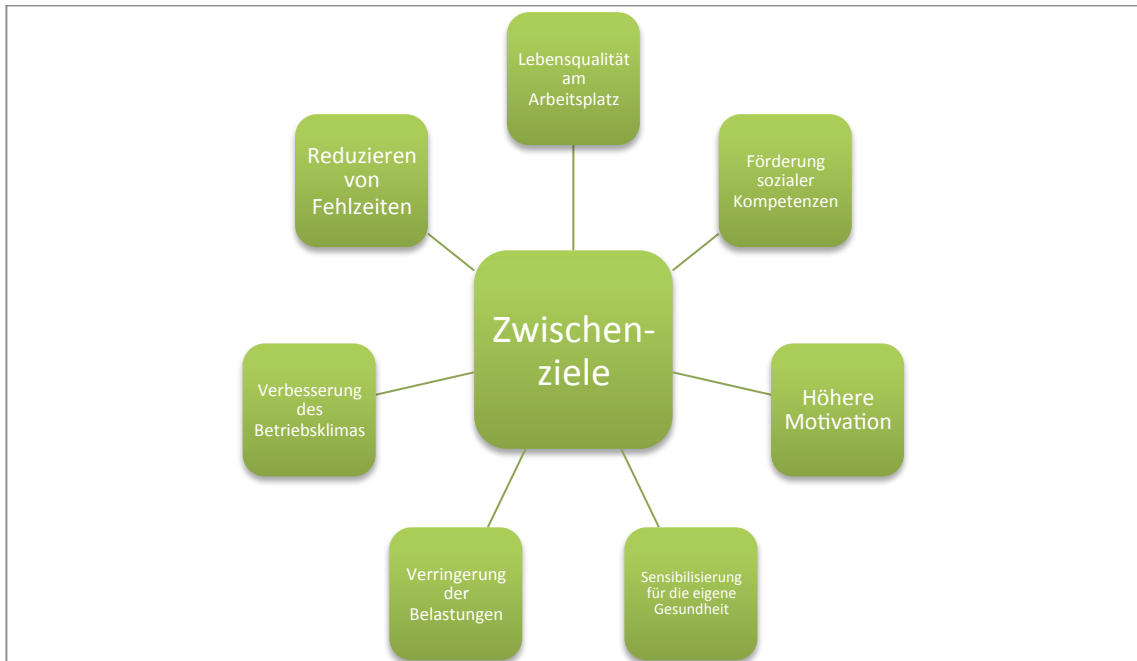 Lebensqualität
am
Arbeitsplatz
Reduzieren
von
Fehlzeiten
Förderung
sozialer
Kompetenzen
Zwischen-
ziele
Verbesserung
des
Betriebsklimas
Höhere
Motivation
Verringerung
der
Belastungen
Sensibilisierung
für die eigene
Gesundheit